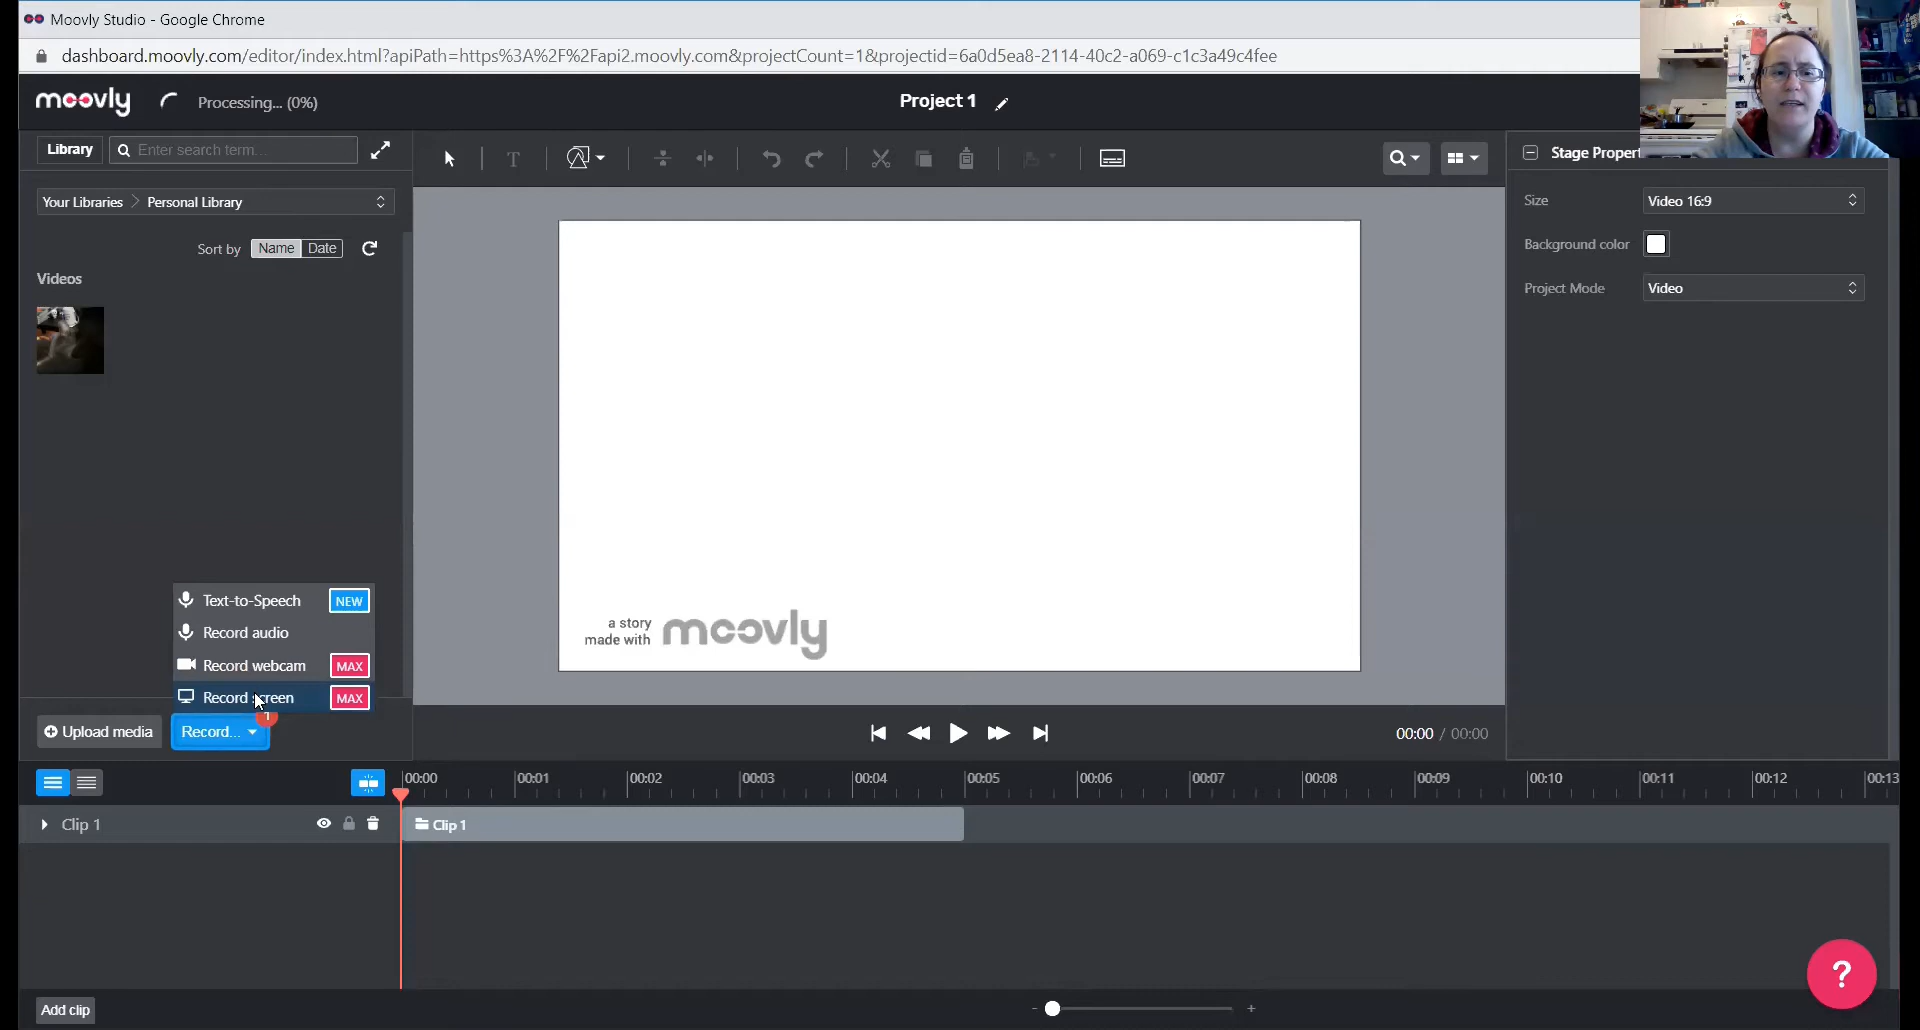 Moovly Studio - Google Chrome
dashboard.moovly.com/editor/index.html?apiPath=https%3A%2F%2Fapi2.moovly.com&projectCount=1&projectid=6a0d5ea8-2114-40c2-a069-c1c3a49c4fee
moovly Processing... (0%) Project 1
Library Enter search term... T Stage Propert
Your Libraries Personal Library Size Video 16:9
Sort by Name Date Background color
Videos Project Mode Video
a story
made with moovly
Text-to-Speech NEW
Record audio
Record webcam MAX
Record screen MAX
1
Upload media Record... 00:00 / 00:00
00:00 00:01 00:02 00:03 00:04 00:05 00:06 00:07 00:08 00:09 00:10 00:11 00:12 00:13
Clip 1 Clip 1
?
Add clip - +